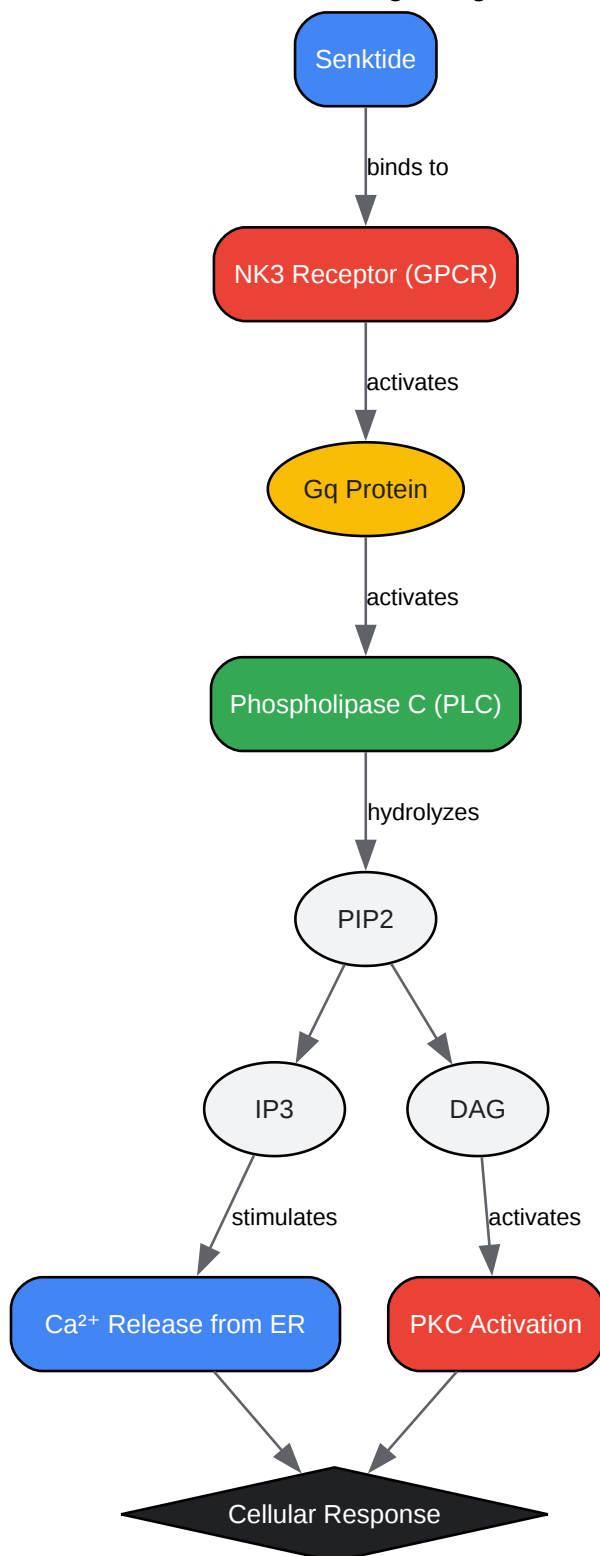 Senktide
binds to
NK3 Receptor (GPCR)
activates
Gq Protein
activates
Phospholipase C (PLC)
hydrolyzes
PIP2
IP3
DAG
stimulates
activates
Ca²⁺ Release from ER
PKC Activation
Cellular Response